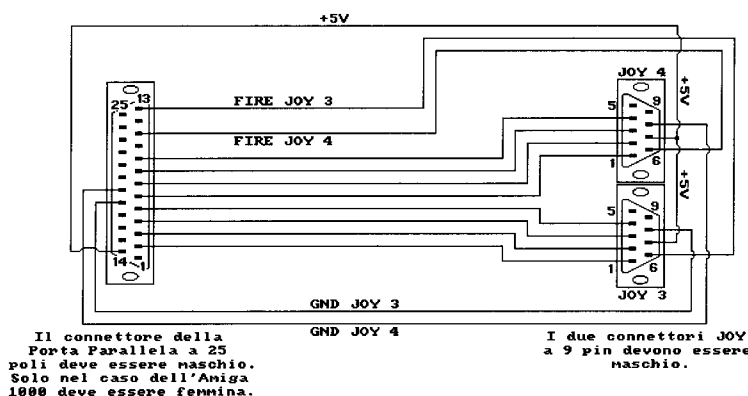 +5V
JOY 4
13
25
FIRE JOY 3
5
9
+5V
FIRE JOY 4
1
6
+5V
5
9
14
1
1
6
GND JOY 3
JOY 3
GND JOY 4
Il connettore della
Porta Parallela a 25
poli deve essere maschio.
Solo nel caso dell'Amiga
1000 deve essere femmina.
I due connettori JOY
a 9 pin devono essere
maschio.